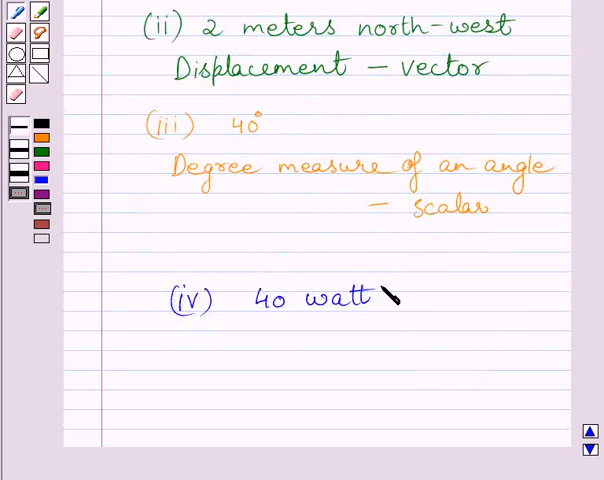 (ii) 2 meters north-west
Displacement - vector
(iii) 40°
Degree measure of an angle
- scalar
(iv) 40 watt